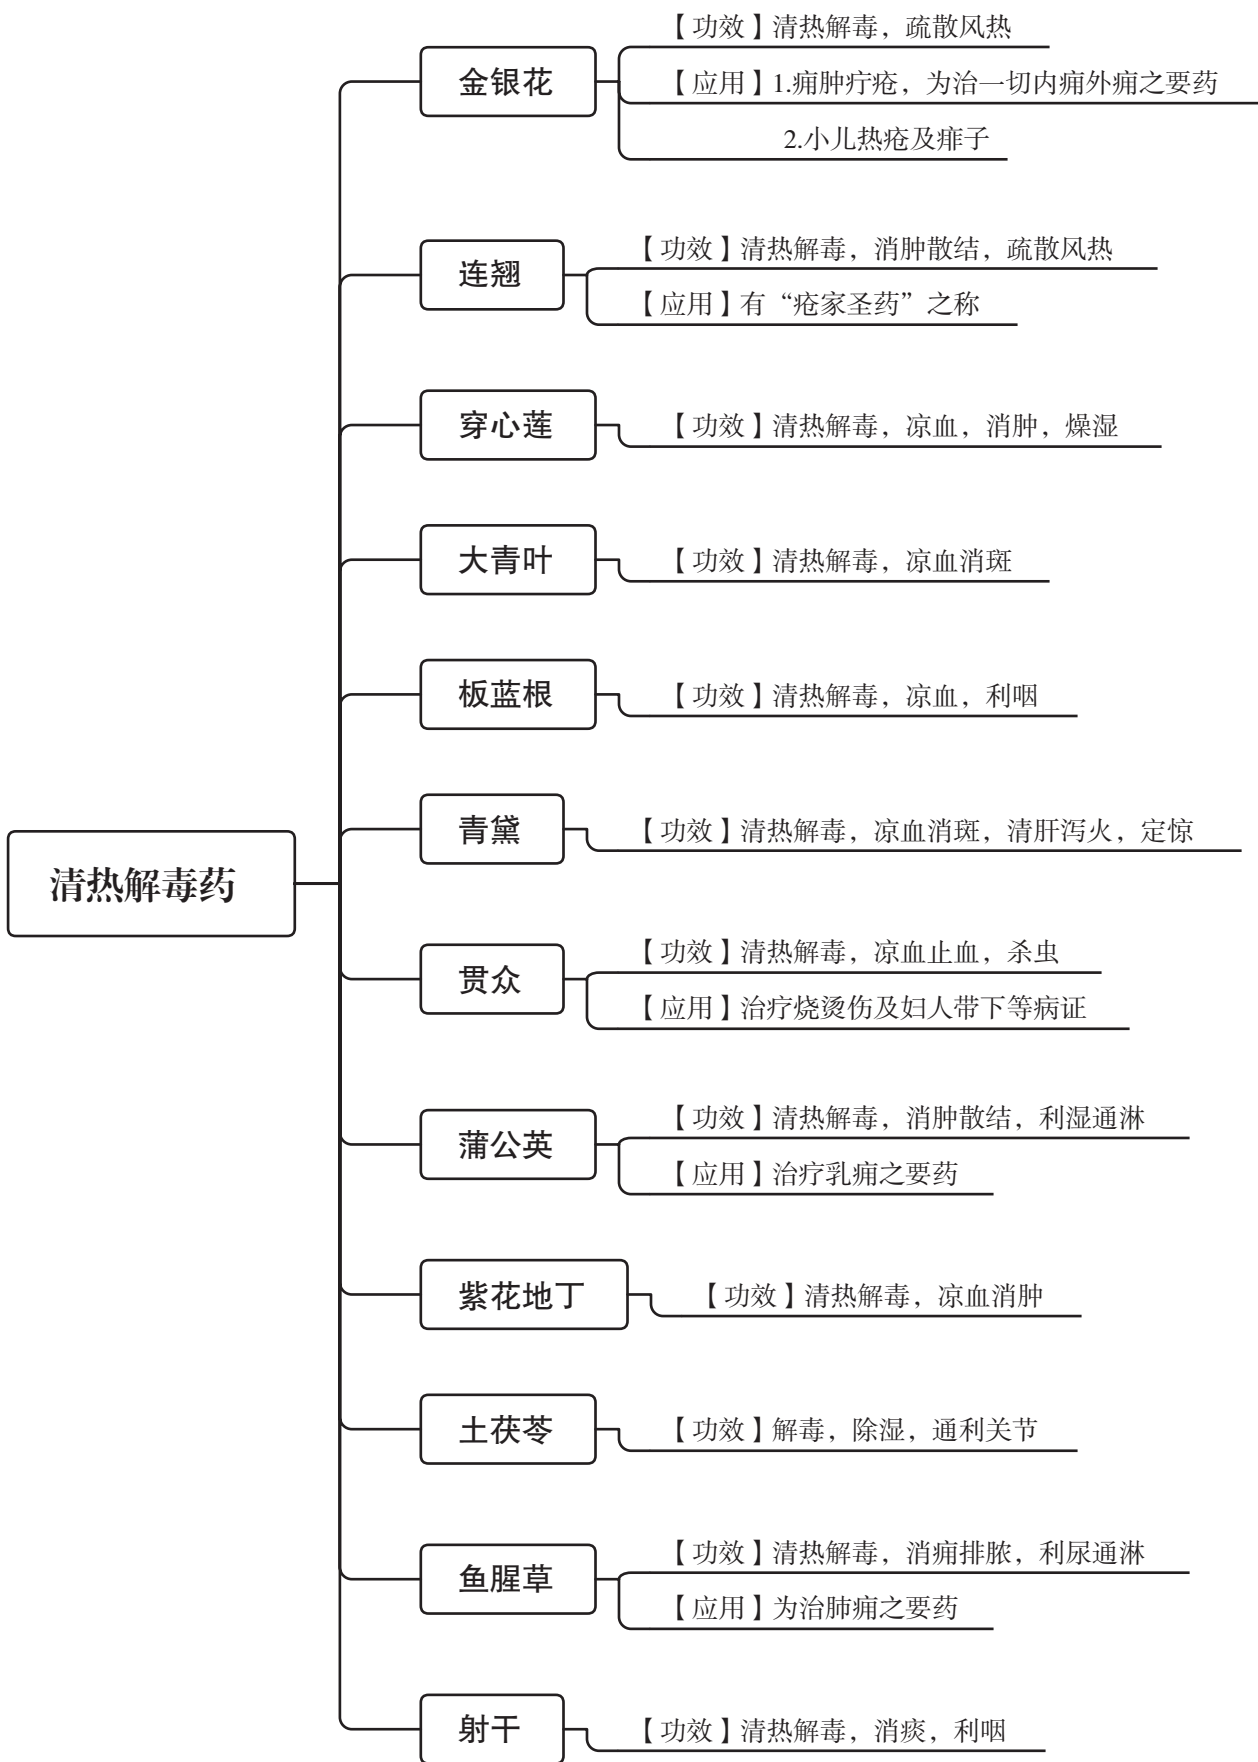 清热解毒药
金银花
【功效】清热解毒，疏散风热
【应用】1.痈肿疔疮，为治一切内痈外痈之要药
2.小儿热疮及痱子
连翘
【功效】清热解毒，消肿散结，疏散风热
【应用】有“疮家圣药”之称
穿心莲
【功效】清热解毒，凉血，消肿，燥湿
大青叶
【功效】清热解毒，凉血消斑
板蓝根
【功效】清热解毒，凉血，利咽
青黛
【功效】清热解毒，凉血消斑，清肝泻火，定惊
贯众
【功效】清热解毒，凉血止血，杀虫
【应用】治疗烧烫伤及妇人带下等病证
蒲公英
【功效】清热解毒，消肿散结，利湿通淋
【应用】治疗乳痈之要药
紫花地丁
【功效】清热解毒，凉血消肿
土茯苓
【功效】解毒，除湿，通利关节
鱼腥草
【功效】清热解毒，消痈排脓，利尿通淋
【应用】为治肺痈之要药
射干
【功效】清热解毒，消痰，利咽